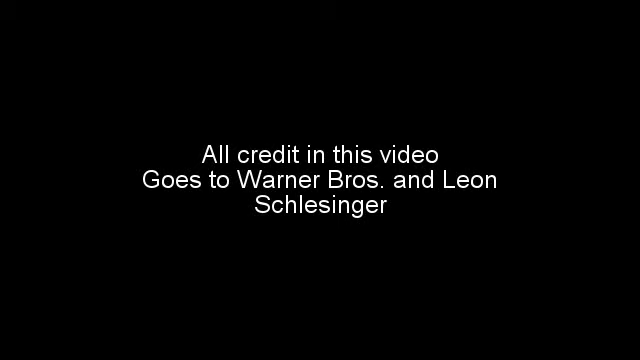 All credit in this video
Goes to Warner Bros. and Leon
Schlesinger